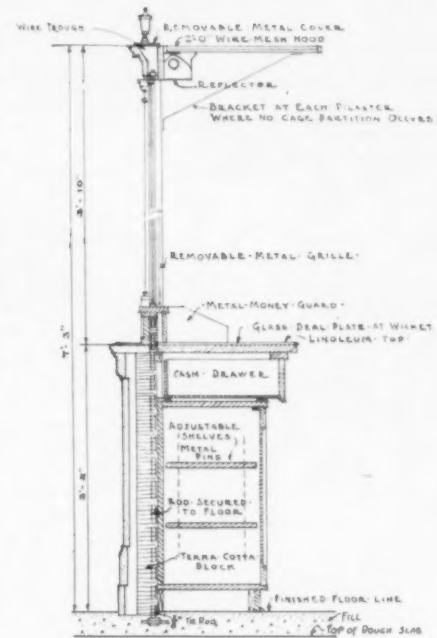 WIRE TROUGH
REMOVABLE METAL COVER
2'-0" WIRE MESH HOOD
REFLECTOR
BRACKET AT EACH PILASTER
WHERE NO CAGE PARTITION OCCURS
3'-10"
7'-3"
REMOVABLE METAL GRILLE
METAL MONEY GUARD
GLASS DEAL PLATE AT WICKET
LINOLEUM TOP
CASH DRAWER
ADJUSTABLE
SHELVES
METAL
PINS
ROD SECURED
TO FLOOR
TERRA COTTA
BLOCK
FINISHED FLOOR LINE
TIE ROD
FILL
TOP OF ROUGH SLAB